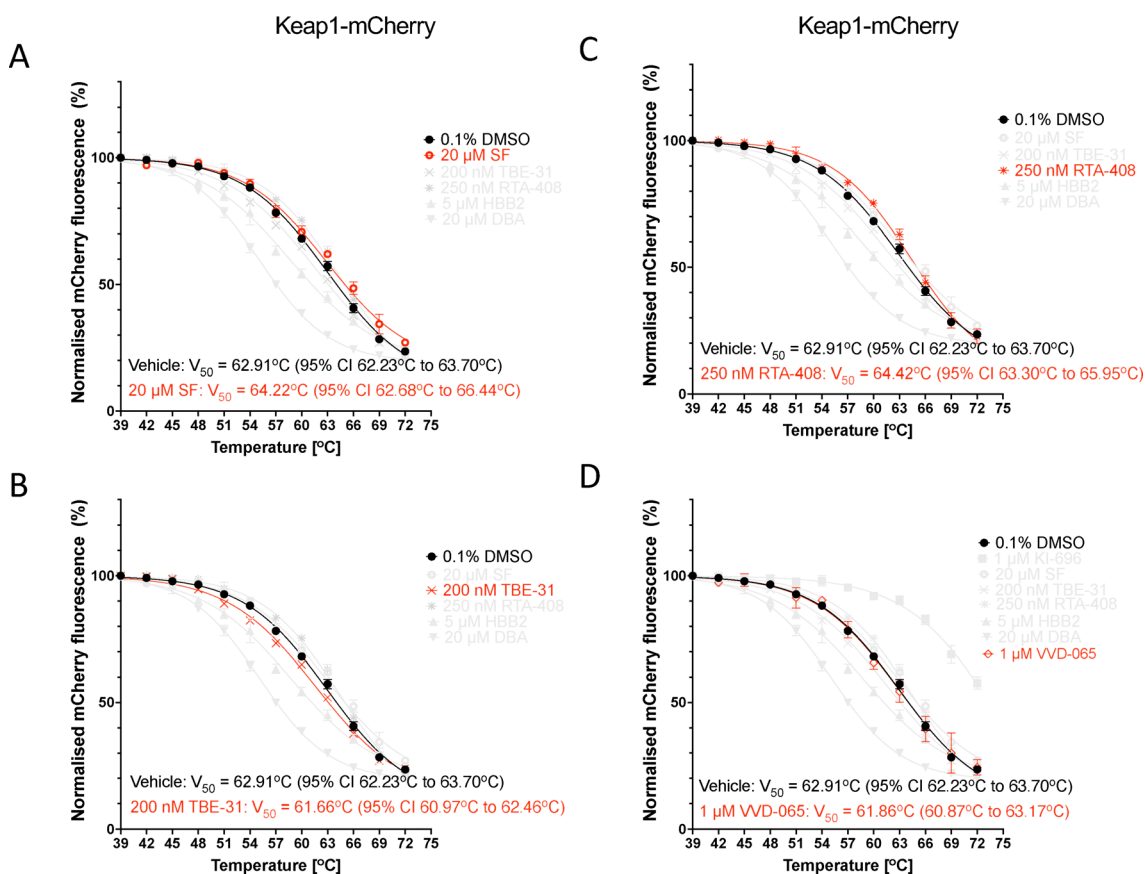 Keap1-mCherry
A
Normalised mCherry fluorescence (%)
100
50
0
0.1% DMSO
20 µM SF
200 nM TBE-31
250 nM RTA-408
5 µM HBB2
20 µM DBA
Vehicle: V50 = 62.91°C (95% CI 62.23°C to 63.70°C)
20 µM SF: V50 = 64.22°C (95% CI 62.68°C to 66.44°C)
39 42 45 48 51 54 57 60 63 66 69 72 75
Temperature [°C]
B
Normalised mCherry fluorescence (%)
100
50
0
0.1% DMSO
20 µM SF
200 nM TBE-31
250 nM RTA-408
5 µM HBB2
20 µM DBA
Vehicle: V50 = 62.91°C (95% CI 62.23°C to 63.70°C)
200 nM TBE-31: V50 = 61.66°C (95% CI 60.97°C to 62.46°C)
39 42 45 48 51 54 57 60 63 66 69 72 75
Temperature [°C]
Keap1-mCherry
C
Normalised mCherry fluorescence (%)
100
50
0
0.1% DMSO
20 µM SF
200 nM TBE-31
250 nM RTA-408
5 µM HBB2
20 µM DBA
Vehicle: V50 = 62.91°C (95% CI 62.23°C to 63.70°C)
250 nM RTA-408: V50 = 64.42°C (95% CI 63.30°C to 65.95°C)
39 42 45 48 51 54 57 60 63 66 69 72 75
Temperature [°C]
D
Normalised mCherry fluorescence (%)
100
50
0
0.1% DMSO
1 µM KI-696
20 µM SF
200 nM TBE-31
250 nM RTA-408
5 µM HBB2
20 µM DBA
1 µM VVD-065
Vehicle: V50 = 62.91°C (95% CI 62.23°C to 63.70°C)
1 µM VVD-065: V50 = 61.86°C (60.87°C to 63.17°C)
39 42 45 48 51 54 57 60 63 66 69 72 75
Temperature [°C]